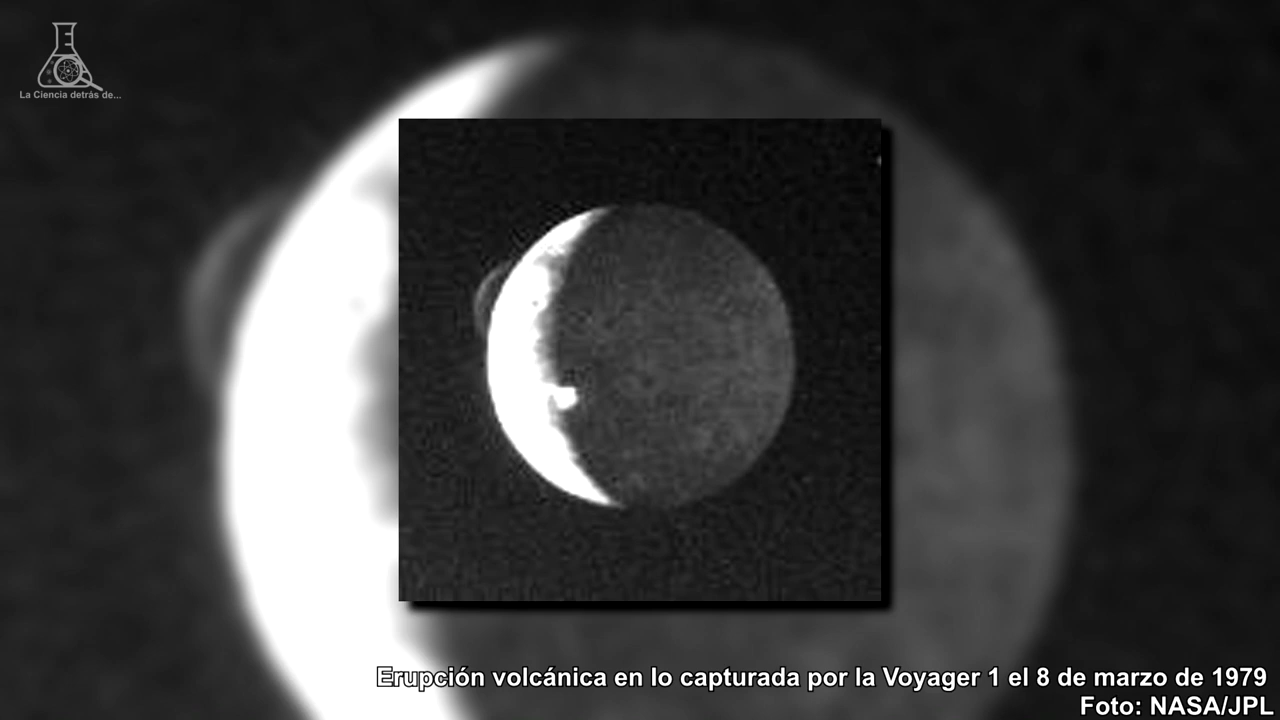 La Ciencia detrás de...
Erupción volcánica en Io capturada por la Voyager 1 el 8 de marzo de 1979
Foto: NASA/JPL